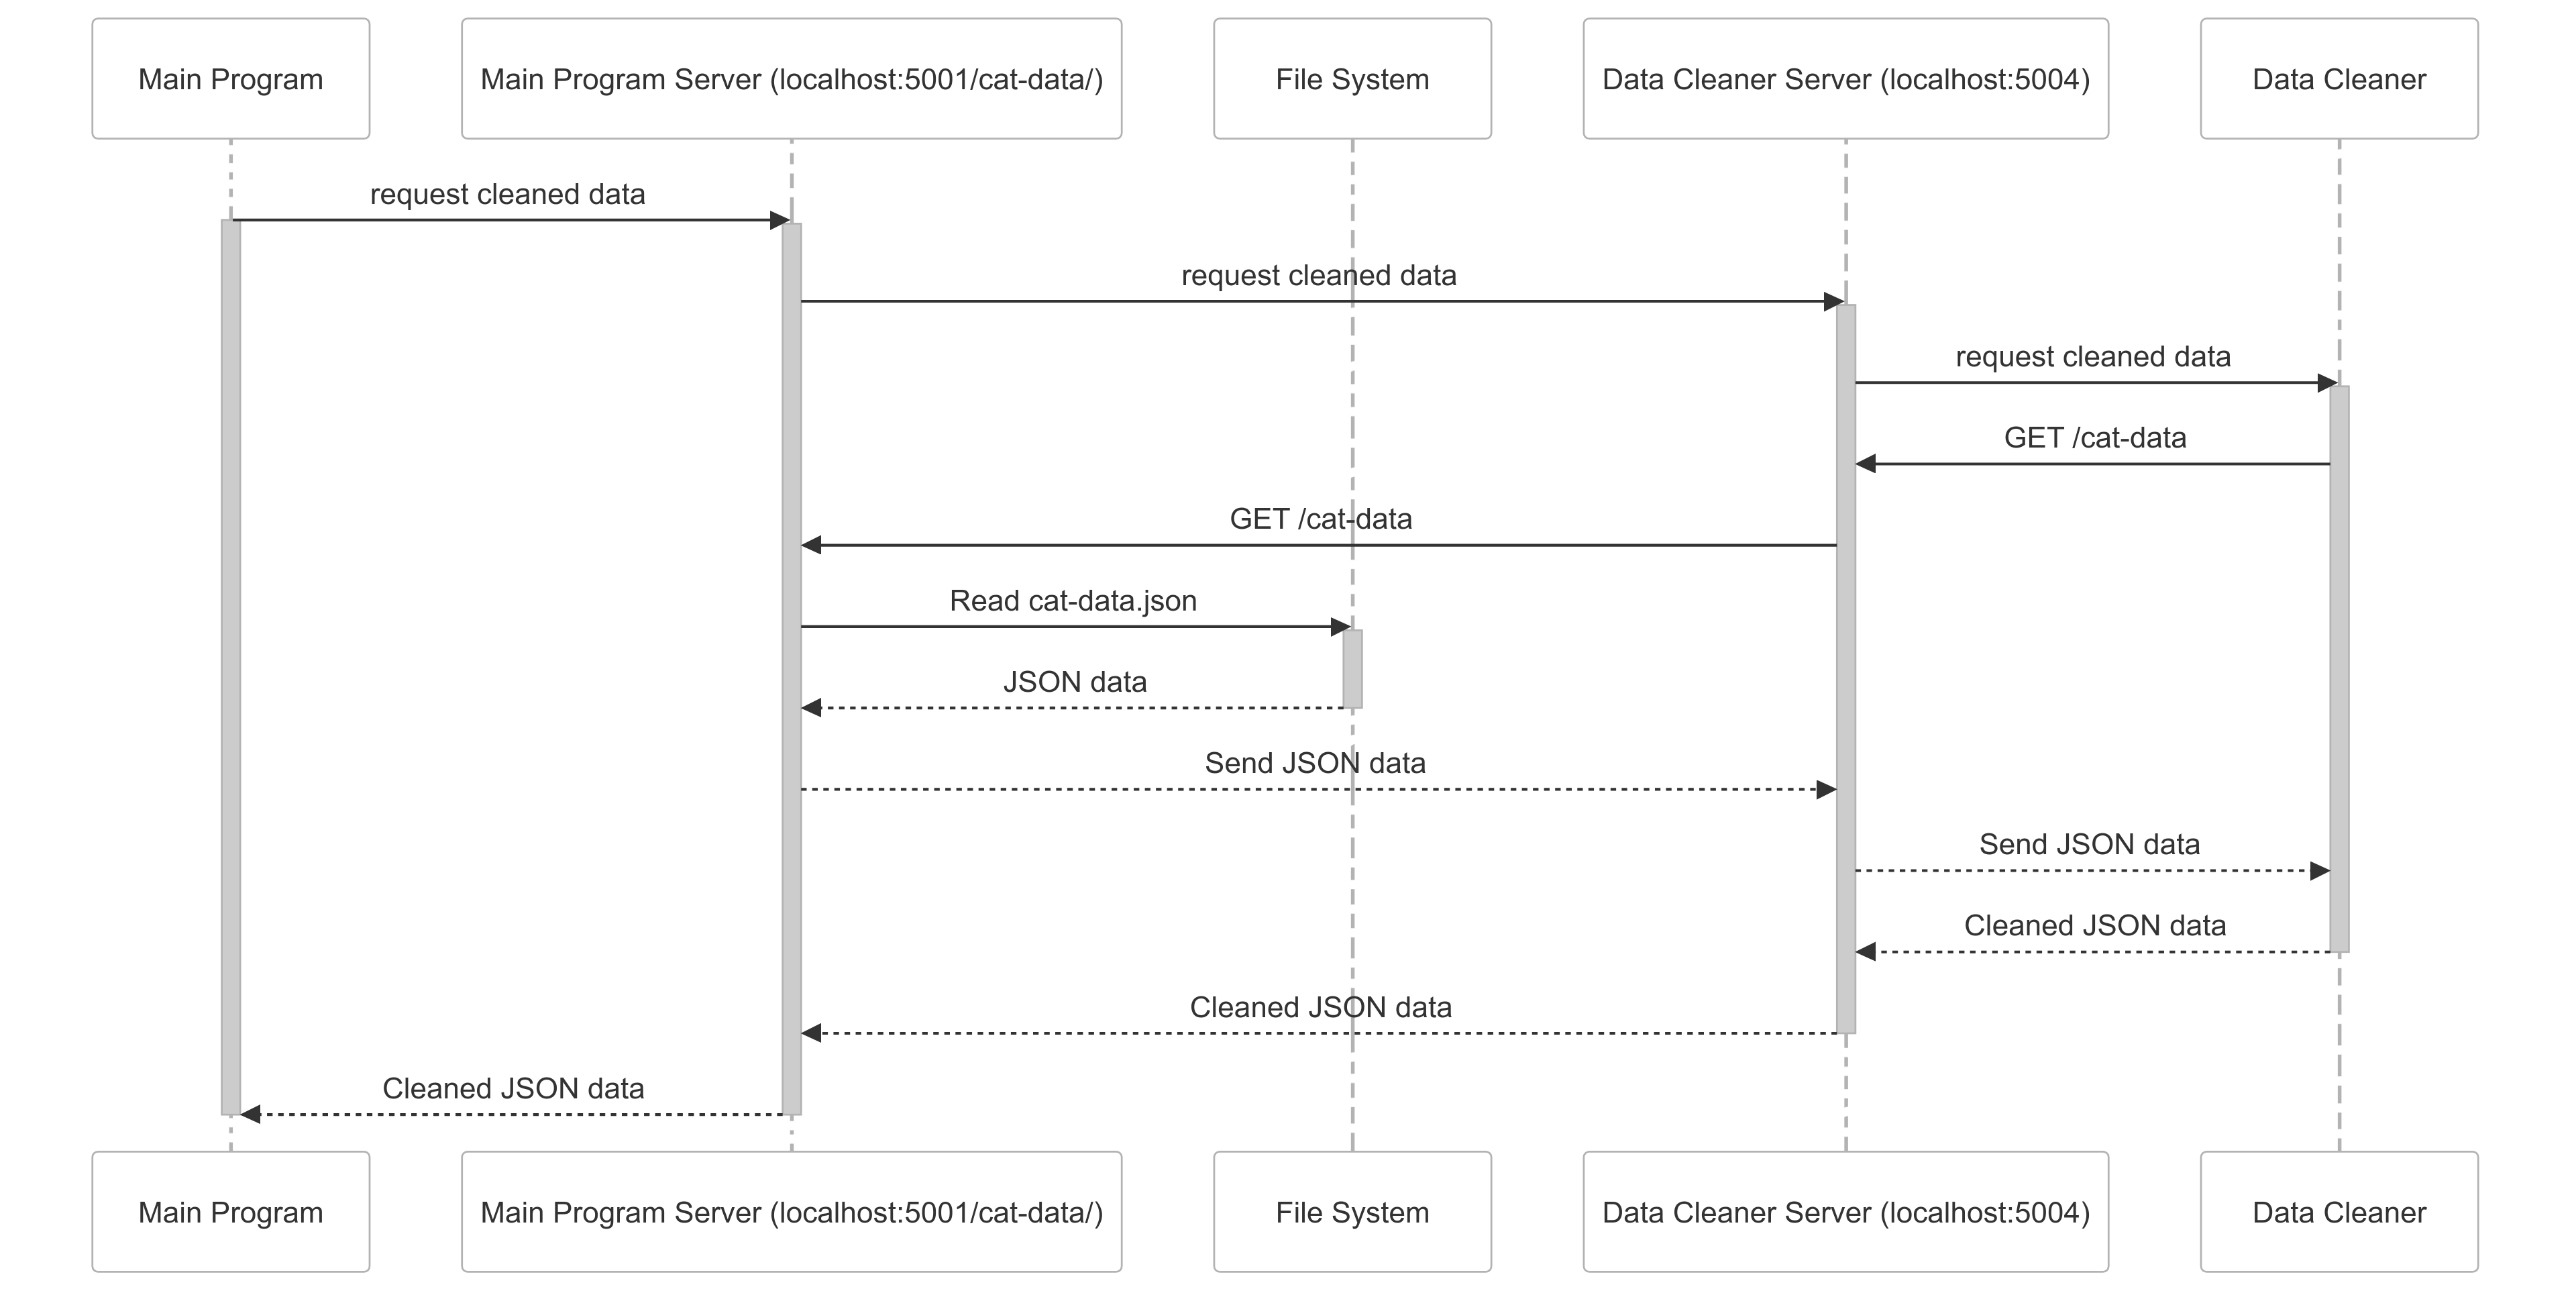 Main Program
Main Program Server (localhost:5001/cat-data/)
File System
Data Cleaner Server (localhost:5004)
Data Cleaner
request cleaned data
request cleaned data
request cleaned data
GET /cat-data
GET /cat-data
Read cat-data.json
JSON data
Send JSON data
Send JSON data
Cleaned JSON data
Cleaned JSON data
Cleaned JSON data
Main Program
Main Program Server (localhost:5001/cat-data/)
File System
Data Cleaner Server (localhost:5004)
Data Cleaner